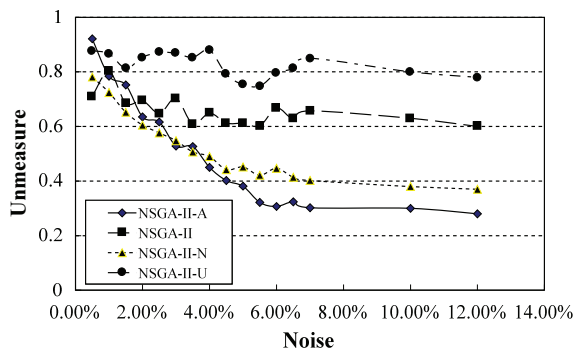 1
0.8
0.6
0.4
0.2
0
Unmeasure
NSGA-II-A
NSGA-II
NSGA-II-N
NSGA-II-U
0.00% 2.00% 4.00% 6.00% 8.00% 10.00% 12.00% 14.00%
Noise